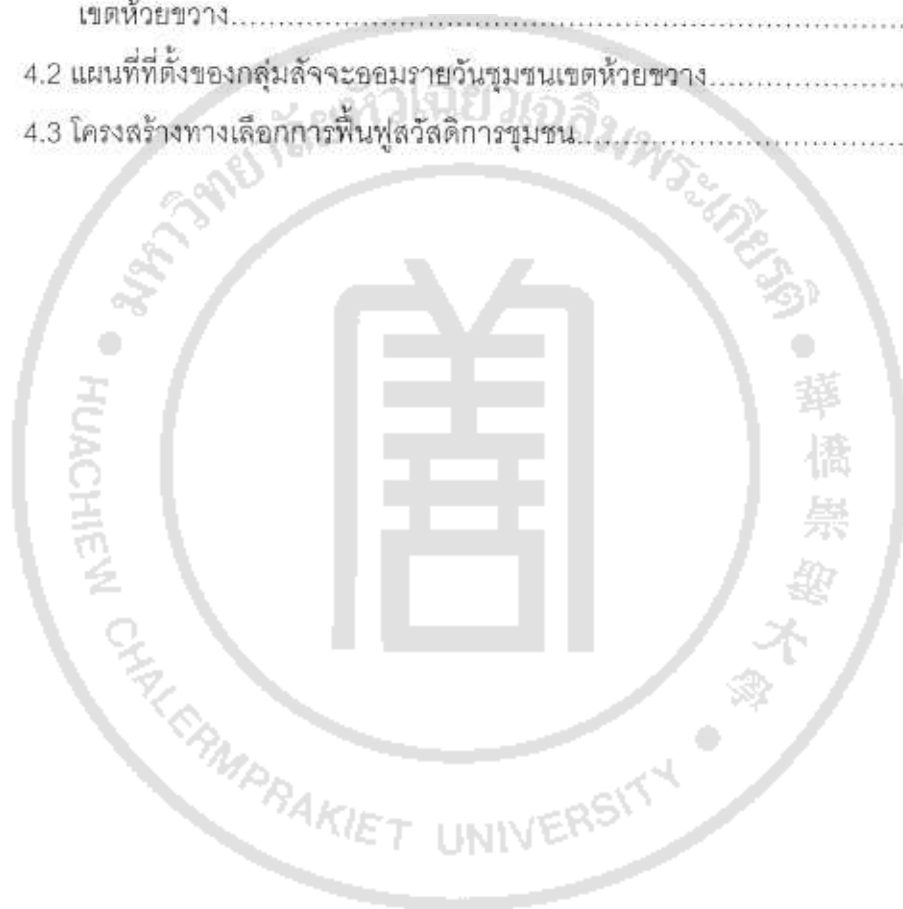 เขตห้วยขวาง
4.2 แผนที่ที่ตั้งของกลุ่มสัจจะออมรายวันชุมชนเขตห้วยขวาง
4.3 โครงสร้างทางเลือกการฟื้นฟูสวัสดิการชุมชน
มหาวิทยาลัยหัวเฉียวเฉลิมพระเกียรติ
華僑崇聖大學
HUACHIEW CHALERMPRAKIET UNIVERSITY